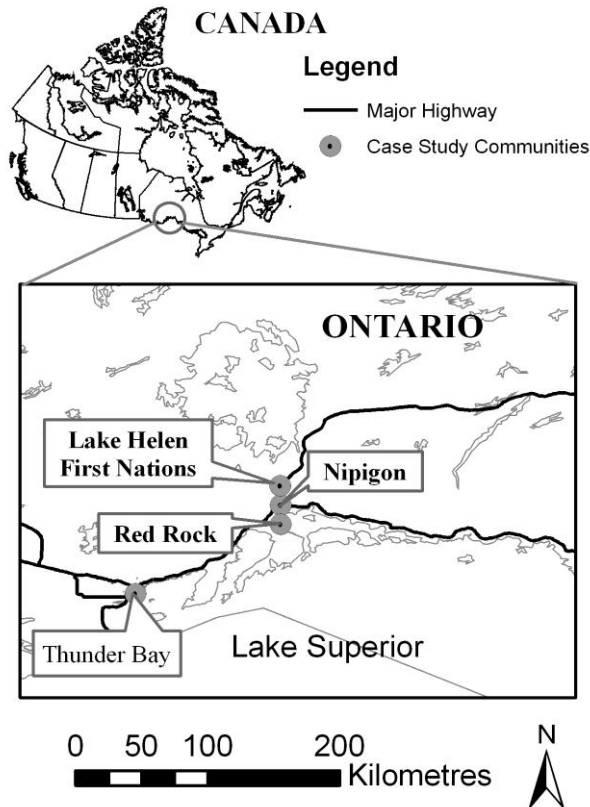 CANADA
Legend
Major Highway
Case Study Communities
ONTARIO
Lake Helen
First Nations
Nipigon
Red Rock
Thunder Bay
Lake Superior
0 50 100 200
Kilometres
N